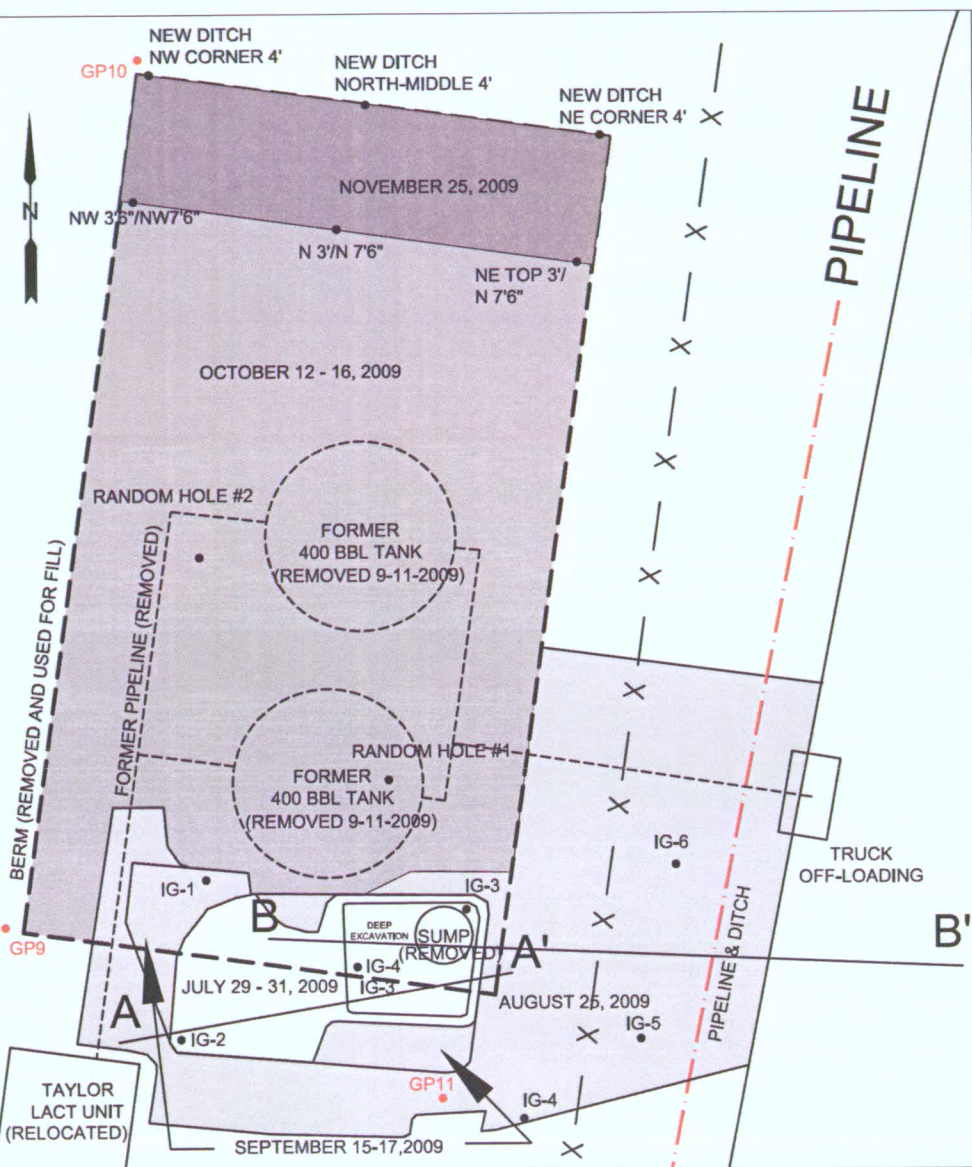 NEW DITCH
NW CORNER 4'
GP10
NEW DITCH
NORTH-MIDDLE 4'
NEW DITCH
NE CORNER 4'
PIPELINE
NOVEMBER 25, 2009
N
NW 3'6"/NW7'6"
N 3'/N 7'6"
NE TOP 3'/
N 7'6"
OCTOBER 12 - 16, 2009
RANDOM HOLE #2
FORMER
400 BBL TANK
(REMOVED 9-11-2009)
BERM (REMOVED AND USED FOR FILL)
FORMER PIPELINE (REMOVED)
RANDOM HOLE #1
FORMER
400 BBL TANK
(REMOVED 9-11-2009)
TRUCK
OFF-LOADING
IG-6
IG-1
IG-3
B
DEEP
EXCAVATION
SUMP
(REMOVED)
A'
B'
GP9
IG-4'
IG-3
JULY 29 - 31, 2009
AUGUST 25, 2009
PIPELINE & DITCH
A
IG-2
IG-5
GP11
IG-4
TAYLOR
LACT UNIT
(RELOCATED)
SEPTEMBER 15-17,2009